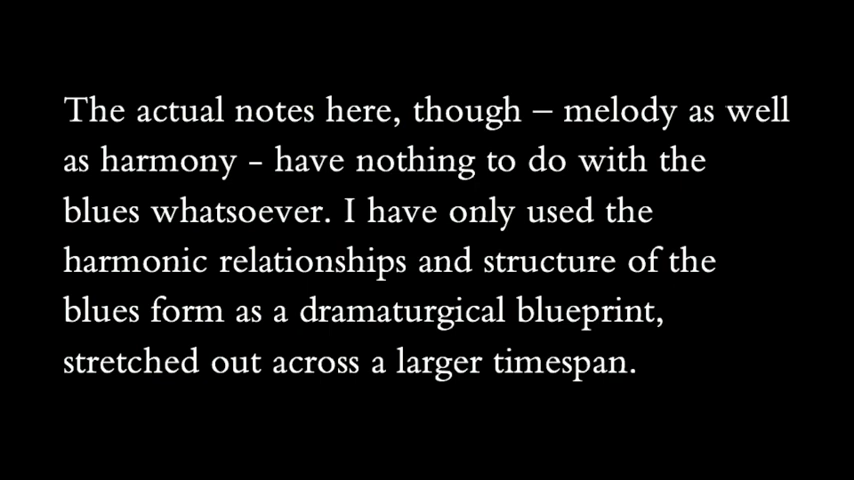 The actual notes here, though – melody as well
as harmony - have nothing to do with the
blues whatsoever. I have only used the
harmonic relationships and structure of the
blues form as a dramaturgical blueprint,
stretched out across a larger timespan.